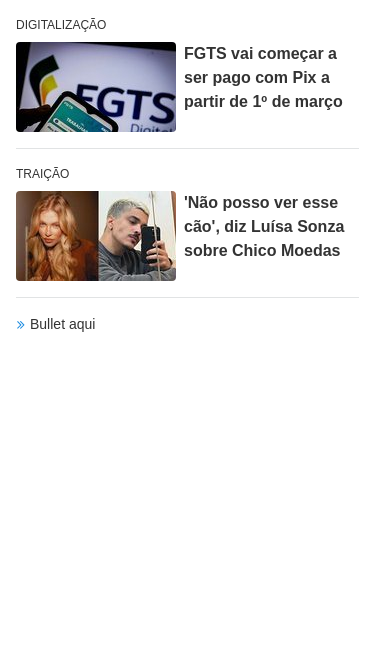 DIGITALIZAÇÃO
FGTS vai começar a
ser pago com Pix a
partir de 1º de março
FGTS
Digital
TRAIÇÃO
'Não posso ver esse
cão', diz Luísa Sonza
sobre Chico Moedas
» Bullet aqui